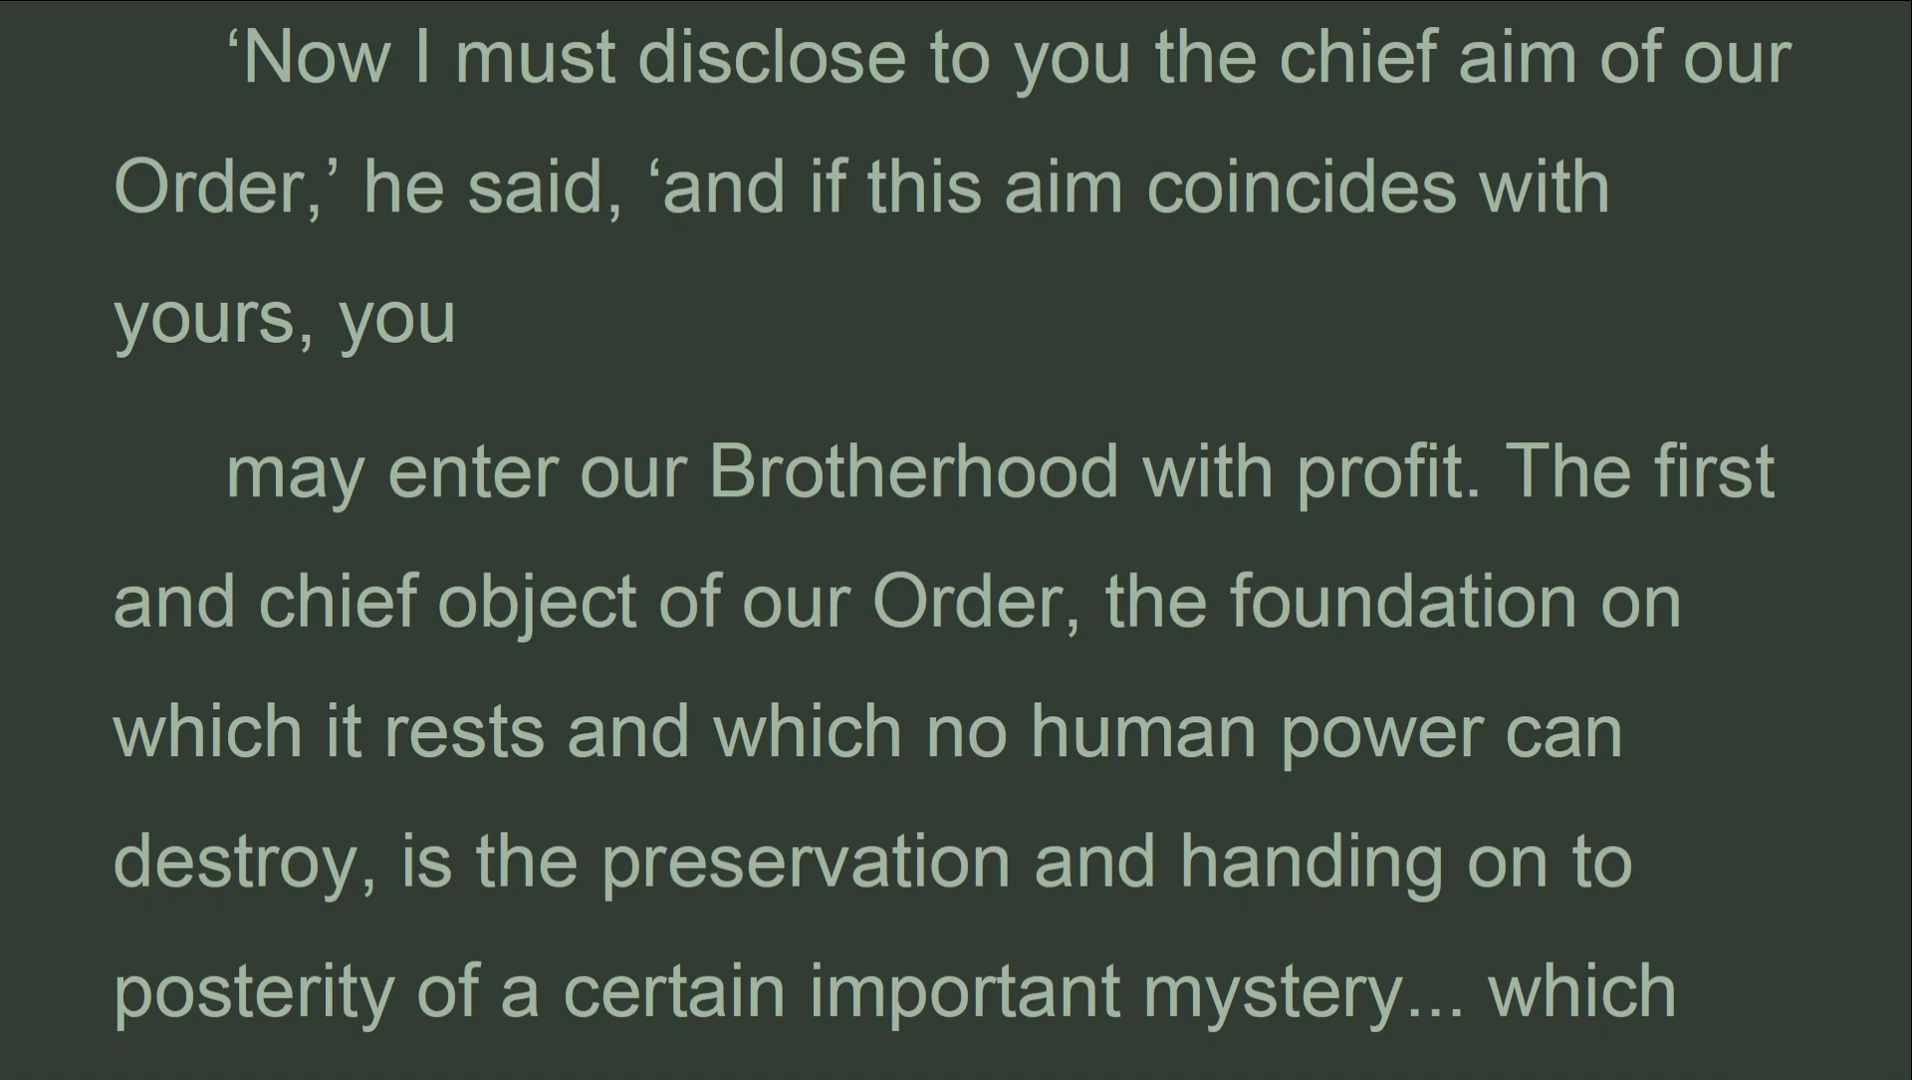 ‘Now I must disclose to you the chief aim of our
Order,’ he said, ‘and if this aim coincides with
yours, you
may enter our Brotherhood with profit. The first
and chief object of our Order, the foundation on
which it rests and which no human power can
destroy, is the preservation and handing on to
posterity of a certain important mystery... which